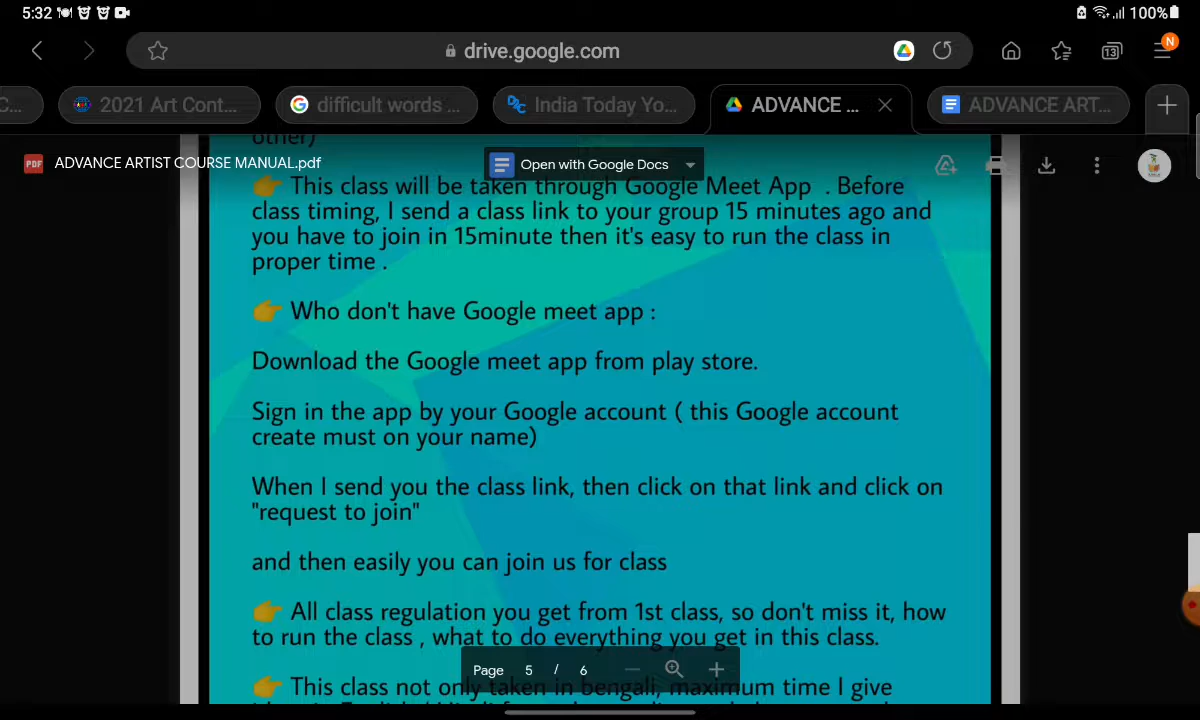 5:32 100%
drive.google.com N
13
C... 2021 Art Cont... difficult words ... India Today Yo... ADVANCE ... ADVANCE ART...
other)
PDF ADVANCE ARTIST COURSE MANUAL.pdf Open with Google Docs
👉 This class will be taken through Google Meet App . Before
class timing, I send a class link to your group 15 minutes ago and
you have to join in 15minute then it's easy to run the class in
proper time .
👉 Who don't have Google meet app :
Download the Google meet app from play store.
Sign in the app by your Google account ( this Google account
create must on your name)
When I send you the class link, then click on that link and click on
"request to join"
and then easily you can join us for class
👉 All class regulation you get from 1st class, so don't miss it, how
to run the class , what to do everything you get in this class.
Page 5 / 6
👉 This class not only taken in bengali, maximum time I give